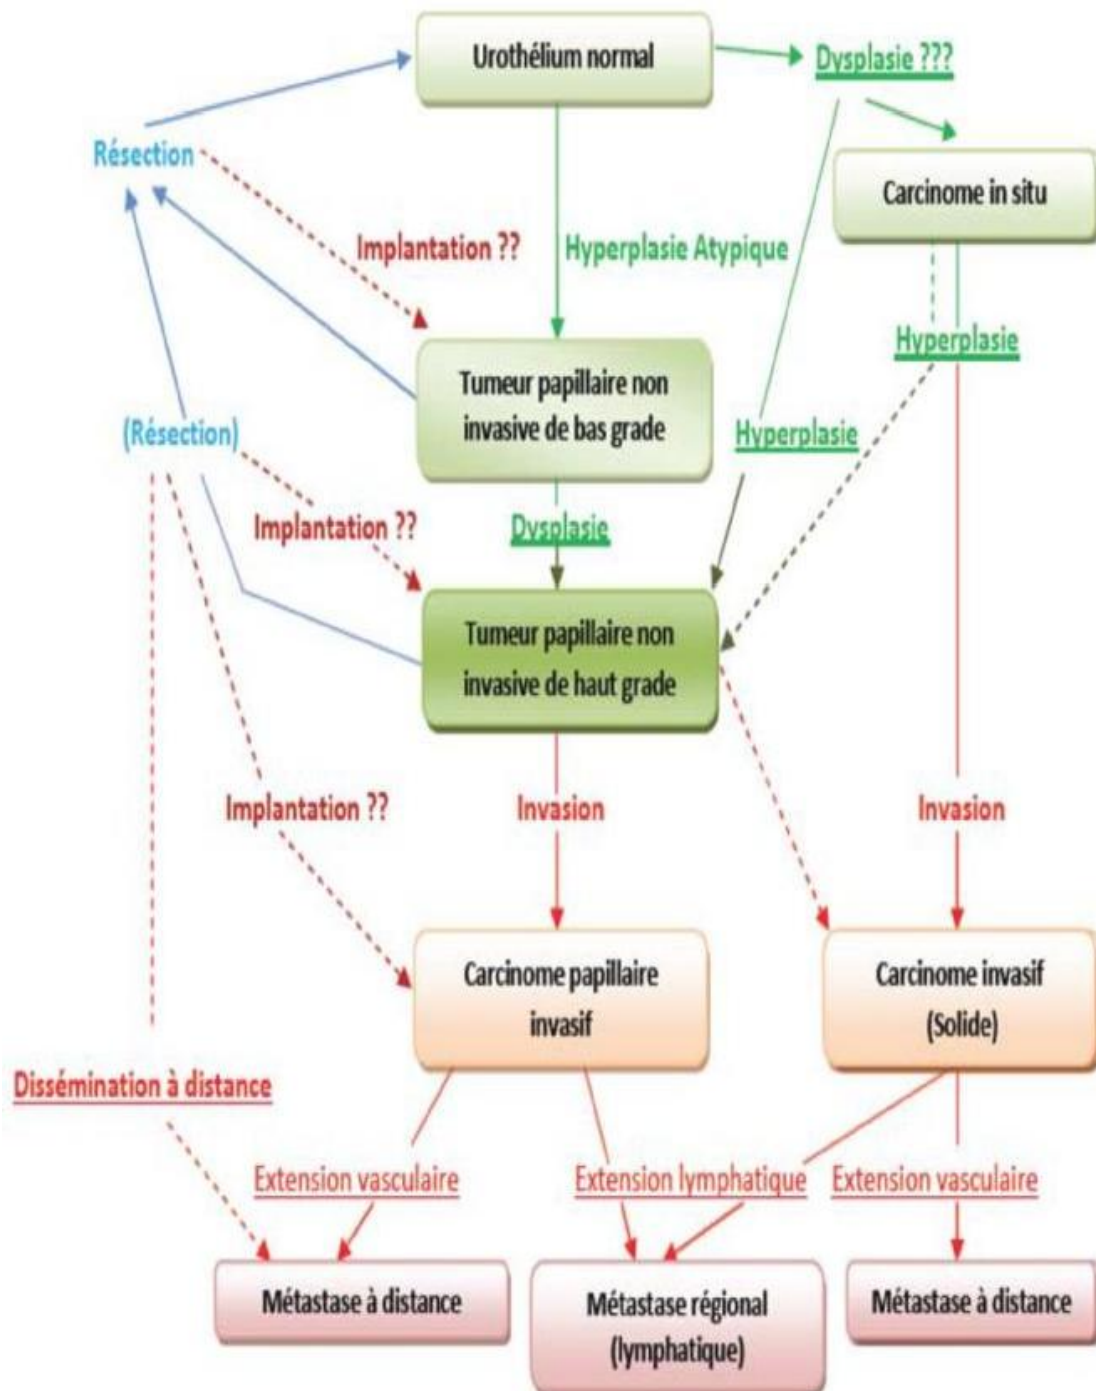 Urothélium normal
Dysplasie ???
Résection
Carcinome in situ
Implantation ??
Hyperplasie Atypique
Hyperplasie
Tumeur papillaire non
invasive de bas grade
(Résection)
Hyperplasie
Implantation ??
Dysplasie
Tumeur papillaire non
invasive de haut grade
Implantation ??
Invasion
Invasion
Carcinome papillaire
invasif
Carcinome invasif
(Solide)
Dissémination à distance
Extension vasculaire
Extension lymphatique
Extension vasculaire
Métastase à distance
Métastase régional
(lymphatique)
Métastase à distance